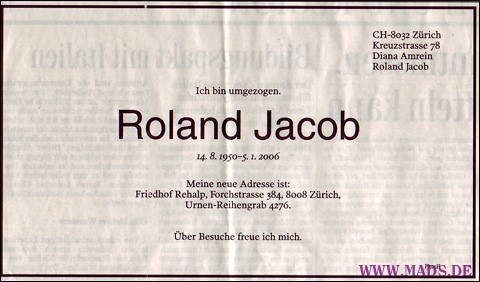 CH-8032 Zürich
Kreuzstrasse 78
Diana Amrein
Roland Jacob
Ich bin umgezogen.
Roland Jacob
14. 8. 1950–5. 1. 2006
Meine neue Adresse ist:
Friedhof Rehalp, Forchstrasse 384, 8008 Zürich,
Urnen-Reihengrab 4276.
Über Besuche freue ich mich.
WWW.MADS.DE